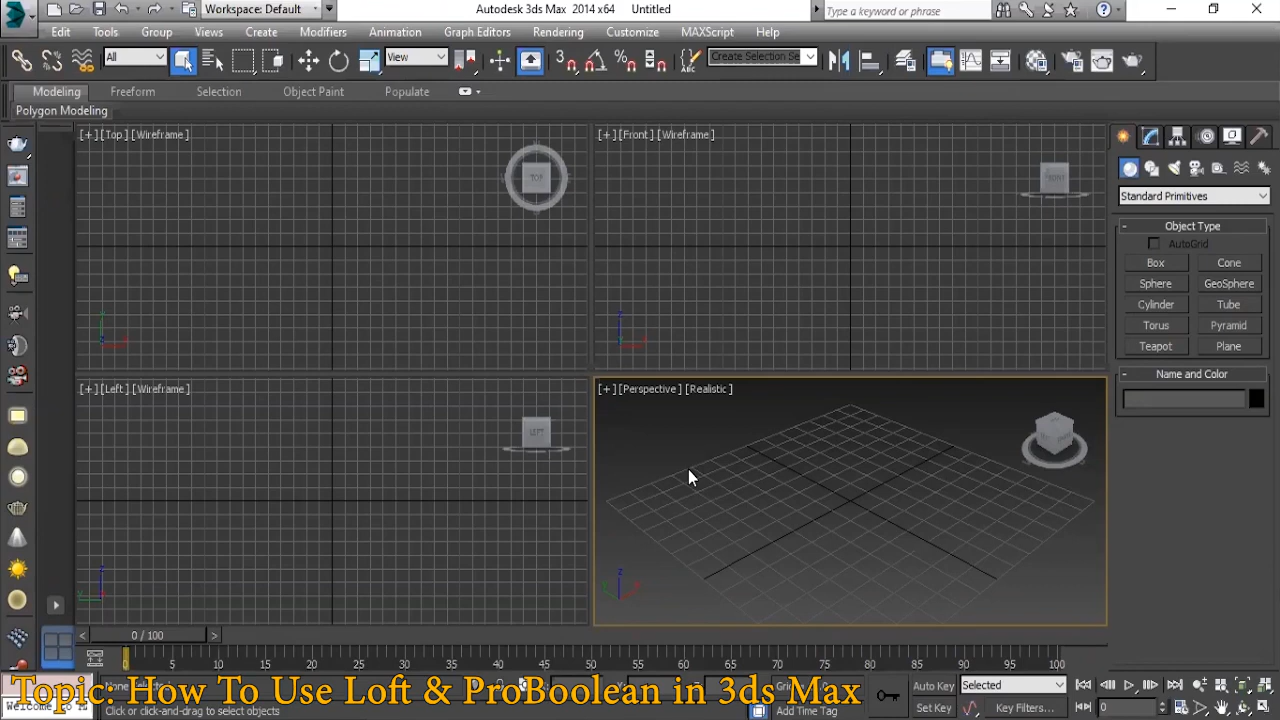 Workspace: Default
Autodesk 3ds Max 2014 x64 Untitled
Type a keyword or phrase
Edit Tools Group Views Create Modifiers Animation Graph Editors Rendering Customize MAXScript Help
All
View
3
Create Selection Se
Modeling Freeform Selection Object Paint Populate
Polygon Modeling
[+] [Top] [Wireframe]
TOP
[+] [Front] [Wireframe]
FRONT
[+] [Left] [Wireframe]
LEFT
[+] [Perspective] [Realistic]
Standard Primitives
Object Type
AutoGrid
Box Cone
Sphere GeoSphere
Cylinder Tube
Torus Pyramid
Teapot Plane
Name and Color
< 0 / 100 >
0 5 10 15 20 25 30 35 40 45 50 55 60 65 70 75 80 85 90 95 100
Auto Key Selected
Set Key Key Filters... 0
Topic: How To Use Loft & ProBoolean in 3ds Max
Welcome to M
Click or click-and-drag to select objects
Add Time Tag